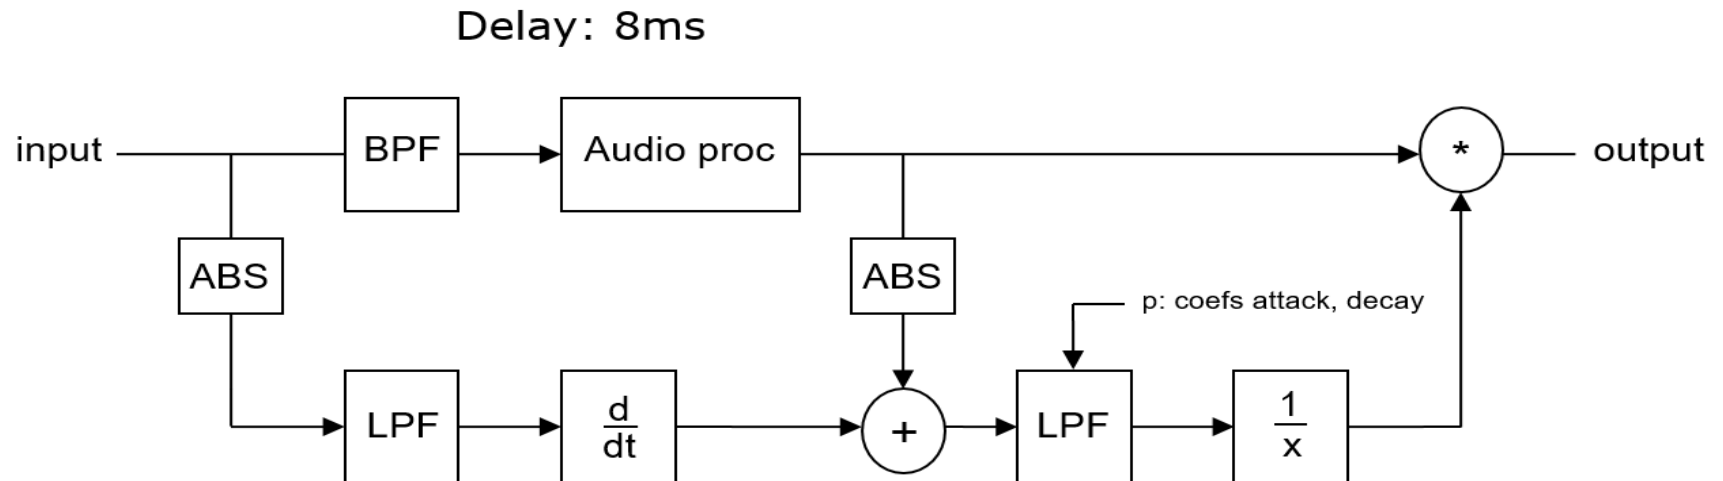 Delay: 8ms
input
BPF
Audio proc
*
output
ABS
ABS
p: coefs attack, decay
LPF
d
dt
+
LPF
1
x